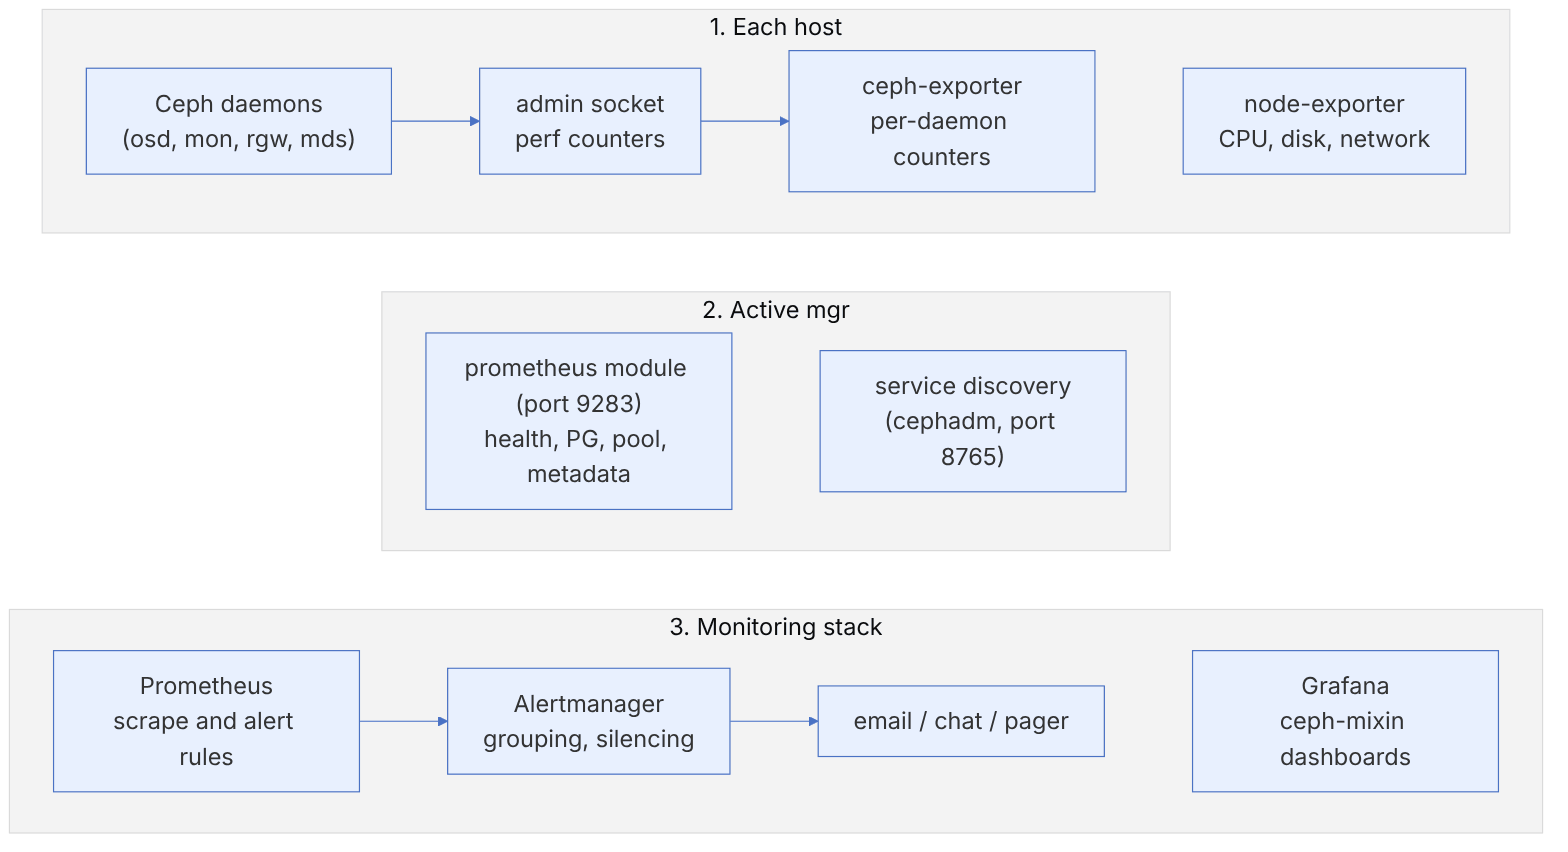 1. Each host
Ceph daemons
(osd, mon, rgw, mds)
admin socket
perf counters
ceph-exporter
per-daemon
counters
node-exporter
CPU, disk, network
2. Active mgr
prometheus module
(port 9283)
health, PG, pool,
metadata
service discovery
(cephadm, port
8765)
3. Monitoring stack
Prometheus
scrape and alert
rules
Alertmanager
grouping, silencing
email / chat / pager
Grafana
ceph-mixin
dashboards